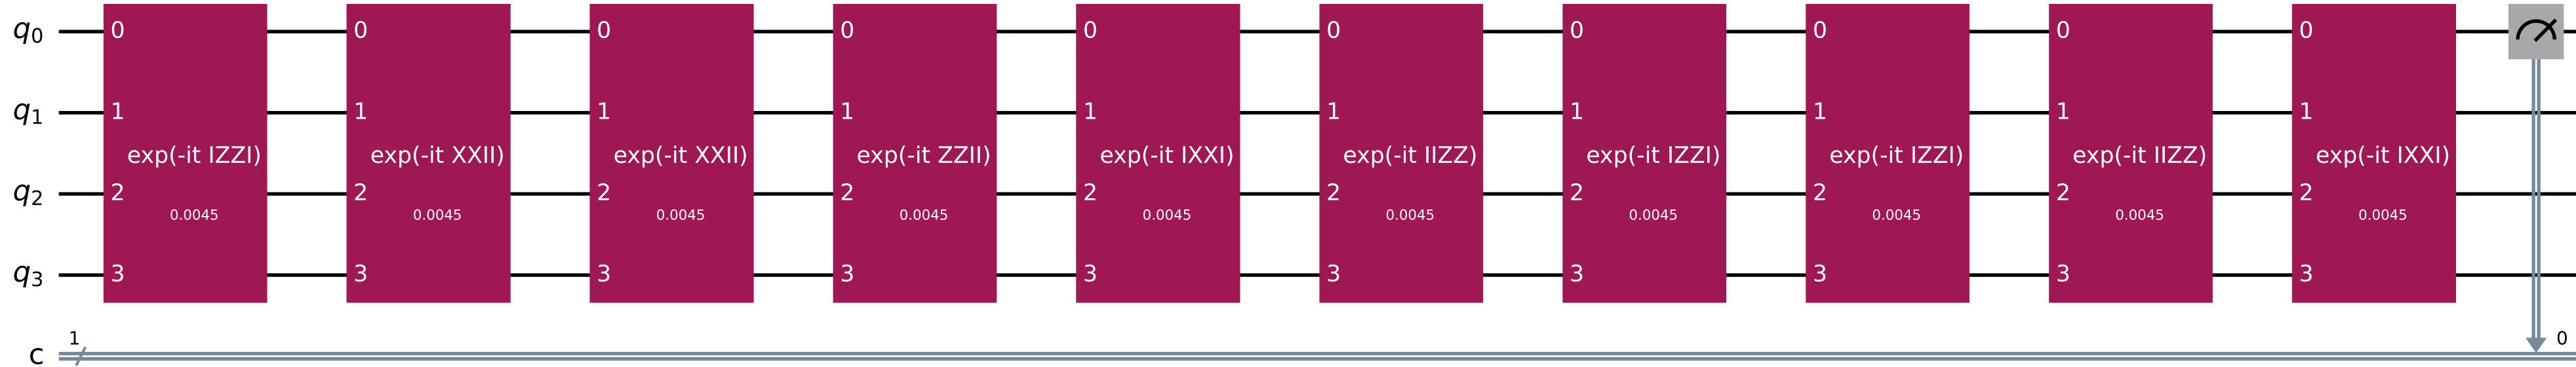 q0 0 0 0 0 0 0 0 0 0 0
q1 1 1 1 1 1 1 1 1 1 1
exp(-it IZZI) exp(-it XXII) exp(-it XXII) exp(-it ZZII) exp(-it IXXI) exp(-it IIZZ) exp(-it IZZI) exp(-it IZZI) exp(-it IIZZ) exp(-it IXXI)
q2 2 2 2 2 2 2 2 2 2 2
0.0045 0.0045 0.0045 0.0045 0.0045 0.0045 0.0045 0.0045 0.0045 0.0045
q3 3 3 3 3 3 3 3 3 3 3
1 0
c